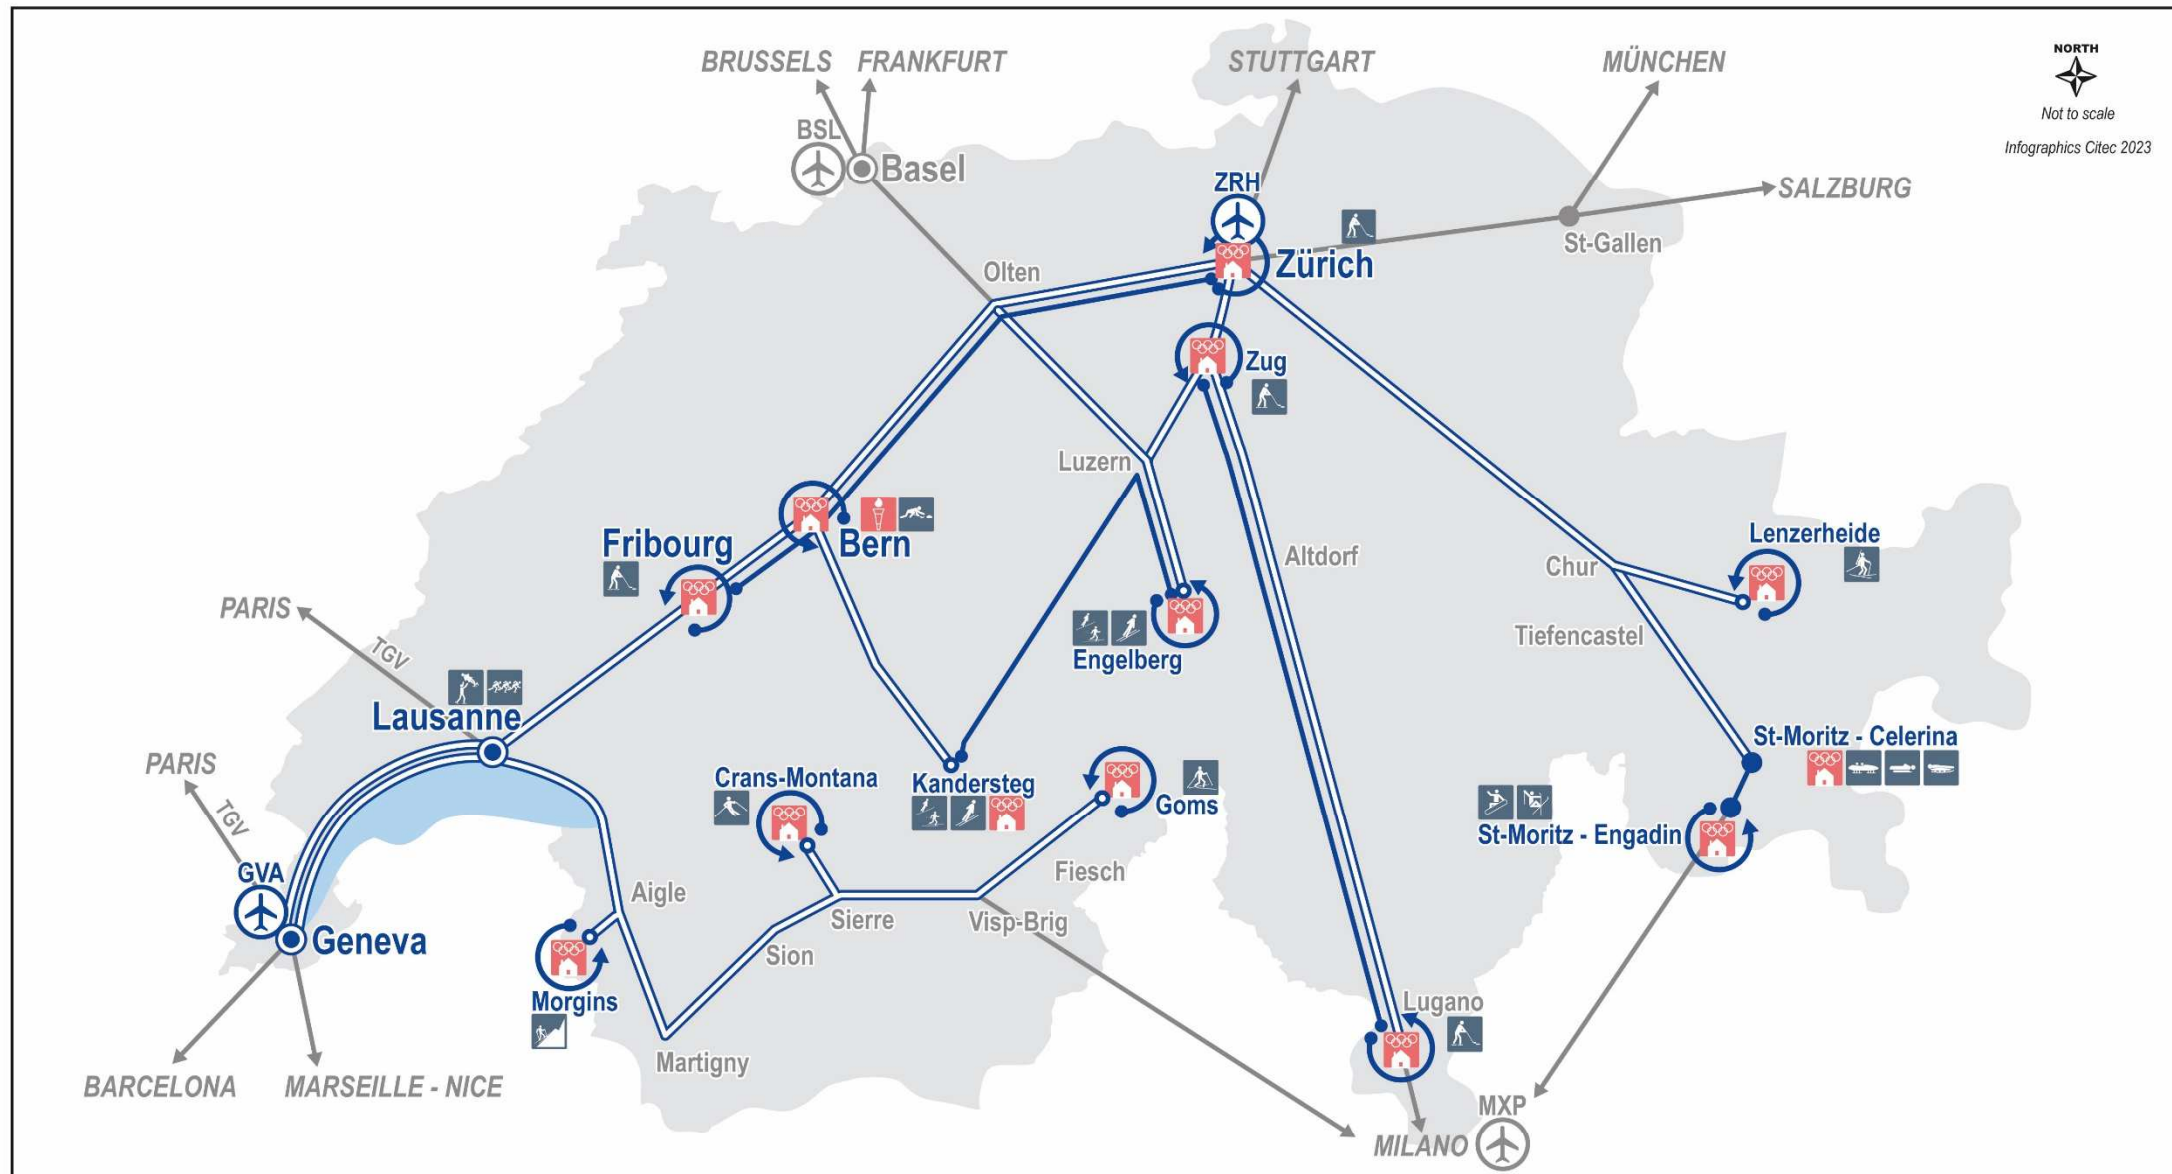 BRUSSELS
FRANKFURT
STUTTGART
MÜNCHEN
NORTH
Not to scale
Infographics Citec 2023
BSL
Basel
ZRH
SALZBURG
St-Gallen
Olten
Zürich
Zug
Luzern
Fribourg
Bern
Altdorf
Chur
Lenzerheide
PARIS
TGV
Tiefencastel
Engelberg
Lausanne
St-Moritz - Celerina
PARIS
TGV
Crans-Montana
Kandersteg
Goms
St-Moritz - Engadin
GVA
Fiesch
Aigle
Sierre
Visp-Brig
Geneva
Sion
Morgins
Lugano
Martigny
BARCELONA
MARSEILLE - NICE
MXP
MILANO